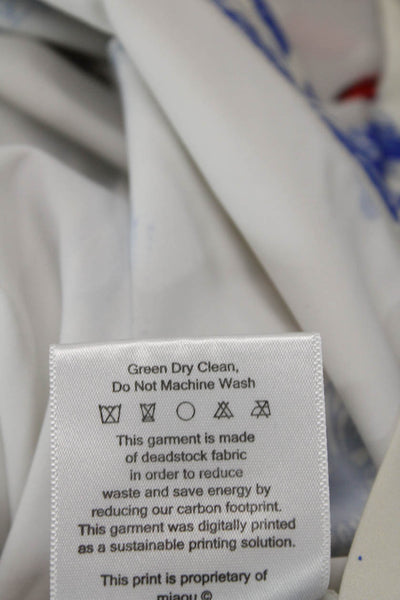 Green Dry Clean,
Do Not Machine Wash
This garment is made
of deadstock fabric
in order to reduce
waste and save energy by
reducing our carbon footprint.
This garment was digitally printed
as a sustainable printing solution.
This print is proprietary of
miaou ©